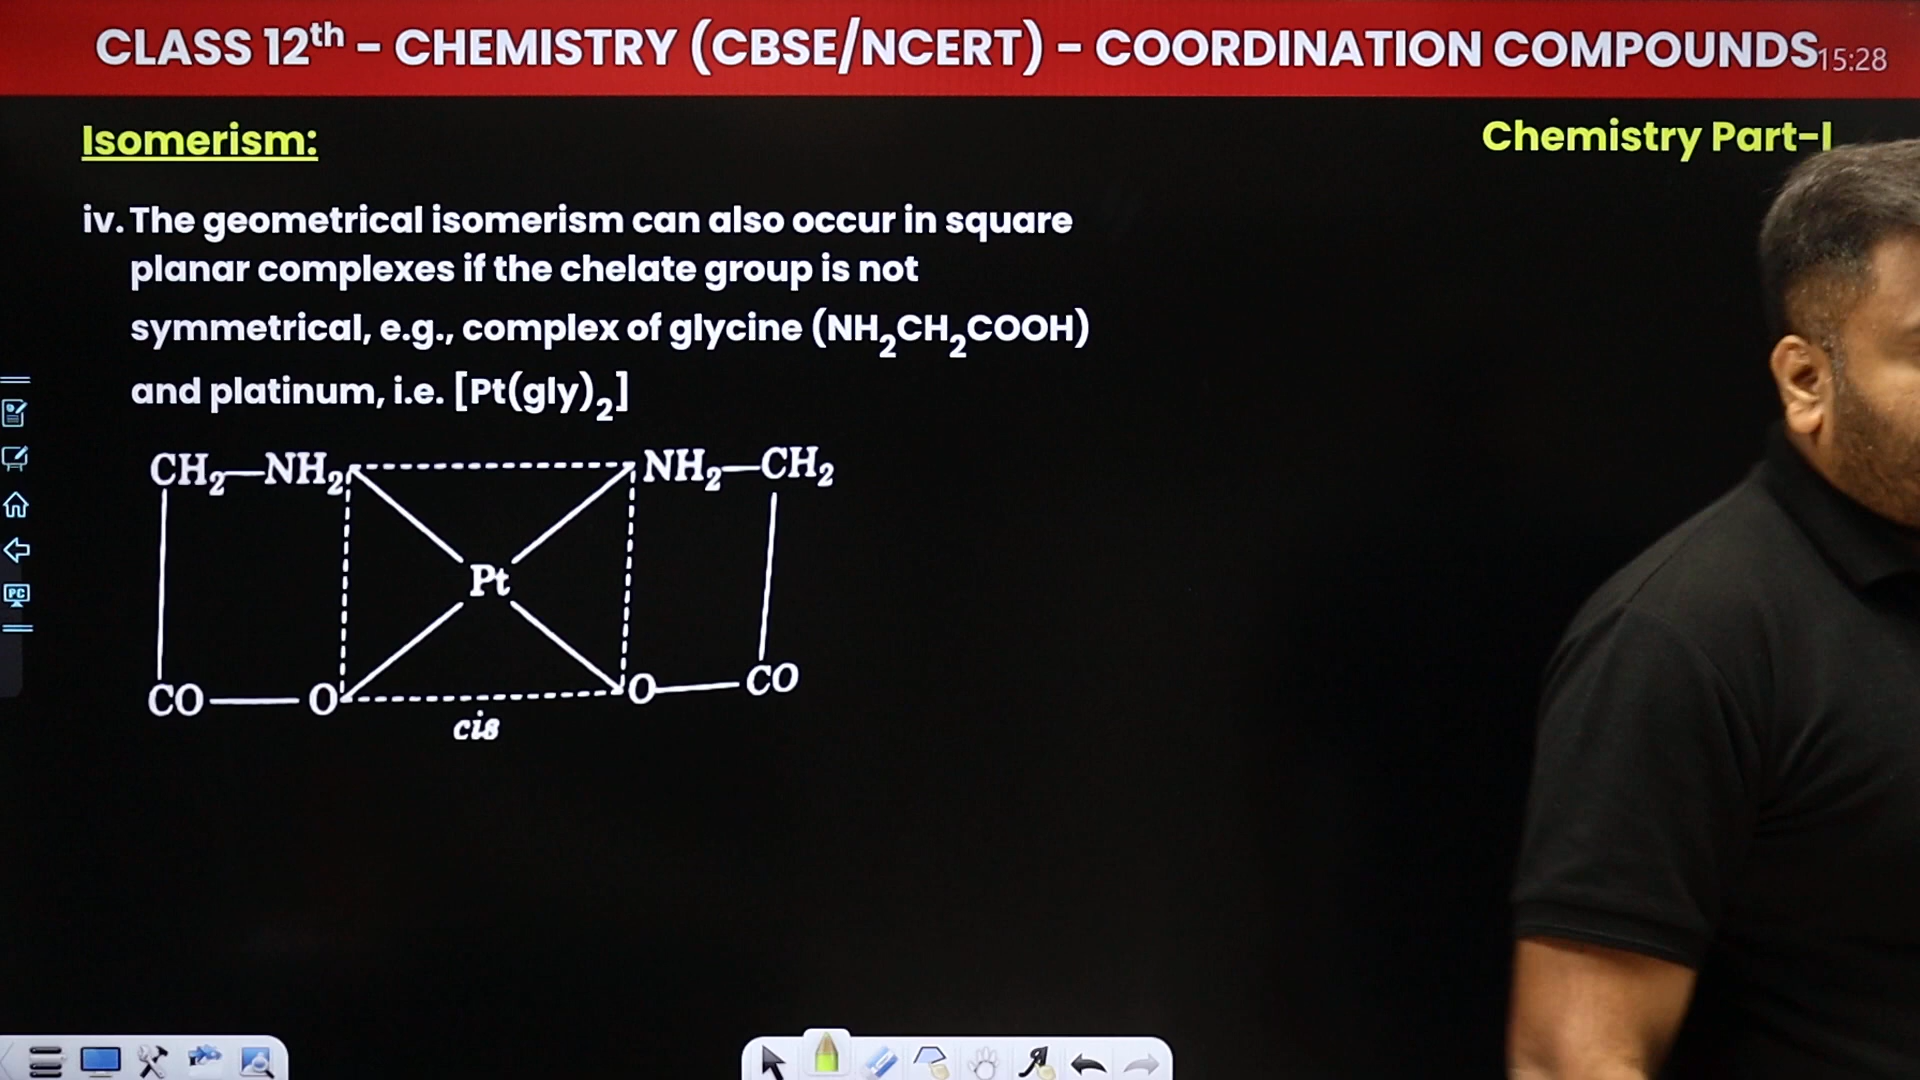 CLASS 12th - CHEMISTRY (CBSE/NCERT) - COORDINATION COMPOUNDS
15:28
Isomerism:
Chemistry Part-I
iv. The geometrical isomerism can also occur in square
planar complexes if the chelate group is not
symmetrical, e.g., complex of glycine (NH2CH2COOH)
and platinum, i.e. [Pt(gly)2]
CH2—NH2 NH2—CH2
Pt
CO—O O—CO
cis
PC